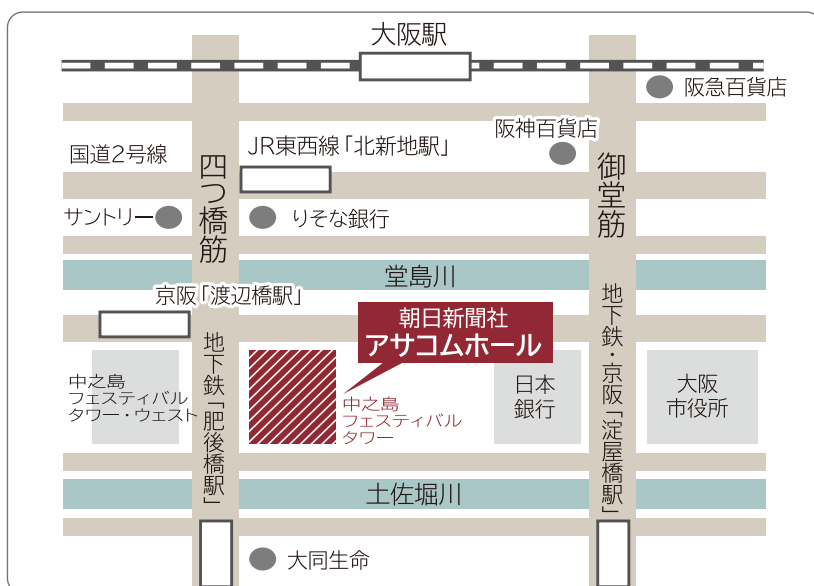 大阪駅
阪急百貨店
阪神百貨店
国道2号線
JR東西線「北新地駅」
四つ橋筋
御堂筋
サントリー
りそな銀行
堂島川
京阪「渡辺橋駅」
朝日新聞社
アサコムホール
地下鉄「肥後橋駅」
地下鉄・京阪「淀屋橋駅」
中之島
フェスティバル
タワー・ウェスト
中之島
フェスティバル
タワー
日本
銀行
大阪
市役所
土佐堀川
大同生命